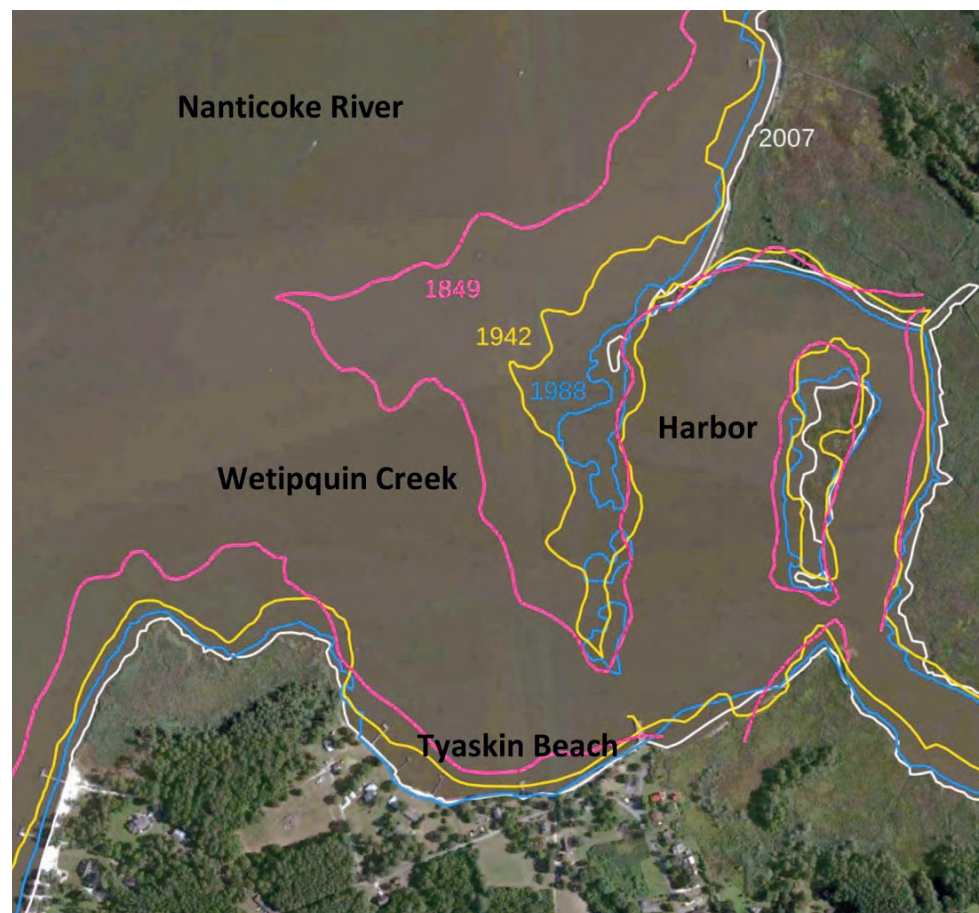 Nanticoke River
2007
1849
1942
1988
Harbor
Wetipquin Creek
Tyaskin Beach